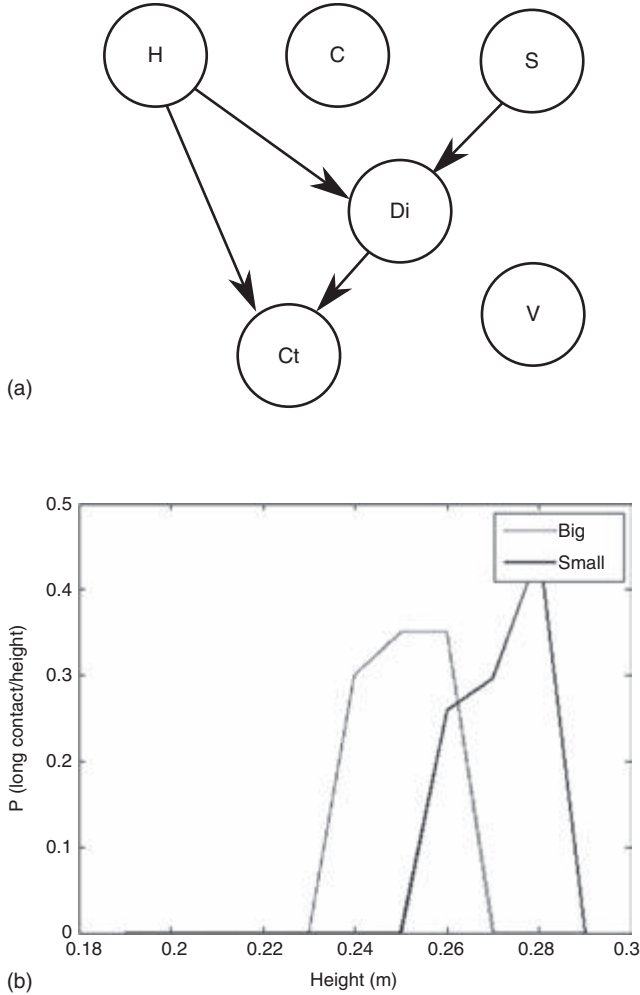 H
C
S
Di
V
Ct
(a)
0.5
0.4
0.3
0.2
0.1
0
P (long contact/height)
Big
Small
0.18 0.2 0.22 0.24 0.26 0.28 0.3
Height (m)
(b)